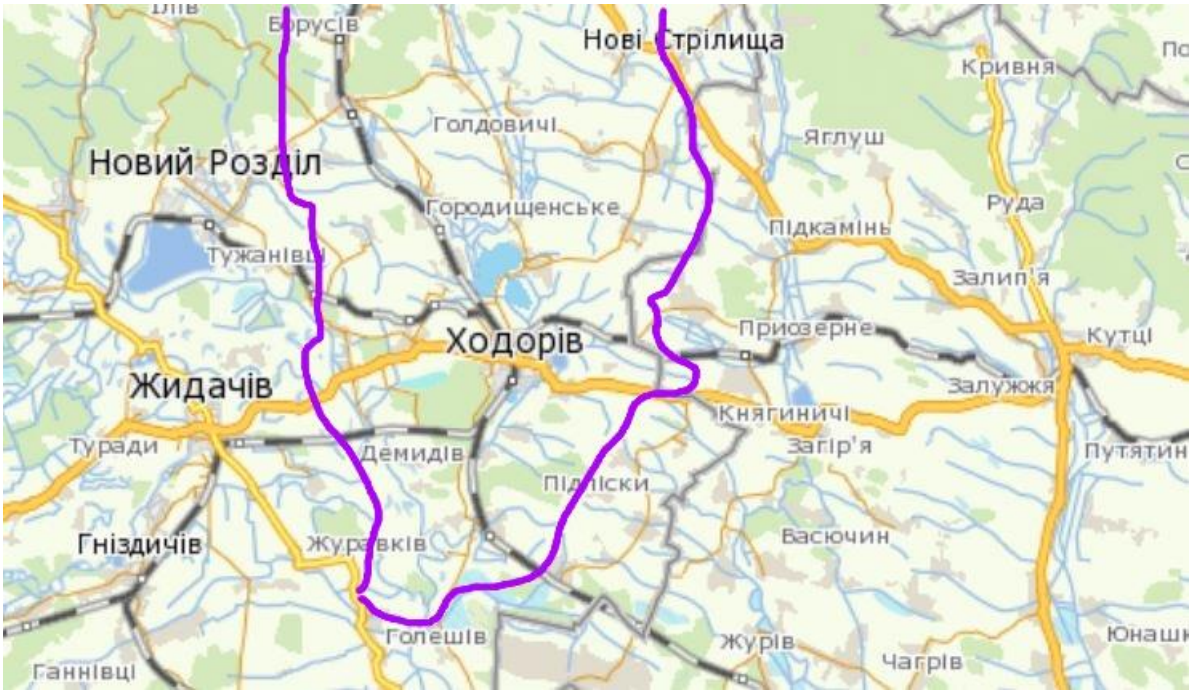 Ілів
Борусів
Нові Стрілища
Кривня
Голдовичі
Яглуш
Новий Розділ
Городищенське
Руда
Підкамінь
Тужанівці
Залип'я
Приозерне
Кутці
Ходорів
Жидачів
Залужжя
Княгиничі
Туради
Демидів
Загір'я
Путятин
Підліски
Гніздичів
Журавків
Васючин
Голешів
Журів
Юнашк
Чагрів
Ганнівці